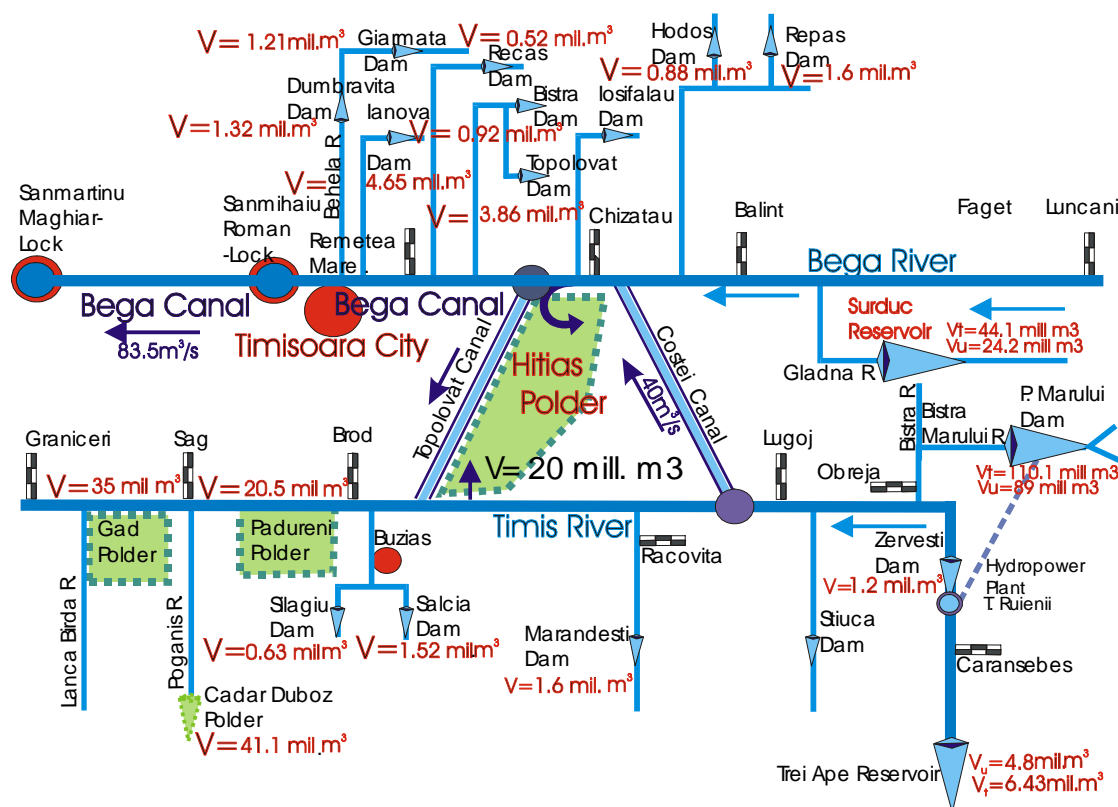 V= 1.21mil.m³
Giarmata
Dam
V= 0.52 mil.m³
Recas
Dam
Hodos
Dam
V= 0.88 mil.m³
Repas
Dam
V= 1.6 mil.m³
Dumbravita
Dam
V= 1.32 mil.m³
Ianova
Dam
V= 0.92 mil.m³
Bistra
Dam
Iosifalau
Dam
V= 4.65 mil.m³
Topolovat
Dam
V= 3.86 mil.m³
Behela R
Sanmartinu
Maghiar-
Lock
Sanmihaiu
Roman
-Lock
Remetea
Mare .
Chizatau
Balint
Faget
Luncani
Bega River
Bega Canal
Bega Canal
83.5m³/s
Timisoara City
Surduc
Reservoir
Vt=44.1 mill m3
Vu=24.2 mill m3
Gladna R
Topolovat Canal
Hitias
Polder
40m³/s
Costei Canal
V= 20 mill. m3
Bistra R
Bistra
Marului R
P. Marului
Dam
Vt=110.1 mill m3
Vu=89 mill m3
Graniceri
V= 35 mil m³
Sag
V= 20.5 mil.m³
Brod
Lugoj
Obreja
Timis River
Gad
Polder
Padureni
Polder
Buzias
Racovita
Zervesti
Dam
V=1.2 mil.m³
Hydropower
Plant
T. Ruienii
Lanca Birda R
Poganis R
Silagiu
Dam
V=0.63 milm³
Salcia
Dam
V= 1.52 mil.m³
Marandesti
Dam
V=1.6 mil. m³
Stiuca
Dam
Caransebes
Cadar Duboz
Polder
V= 41.1 mil.m³
Trei Ape Reservoir
Vu=4.8mil.m³
Vt=6.43mil.m³